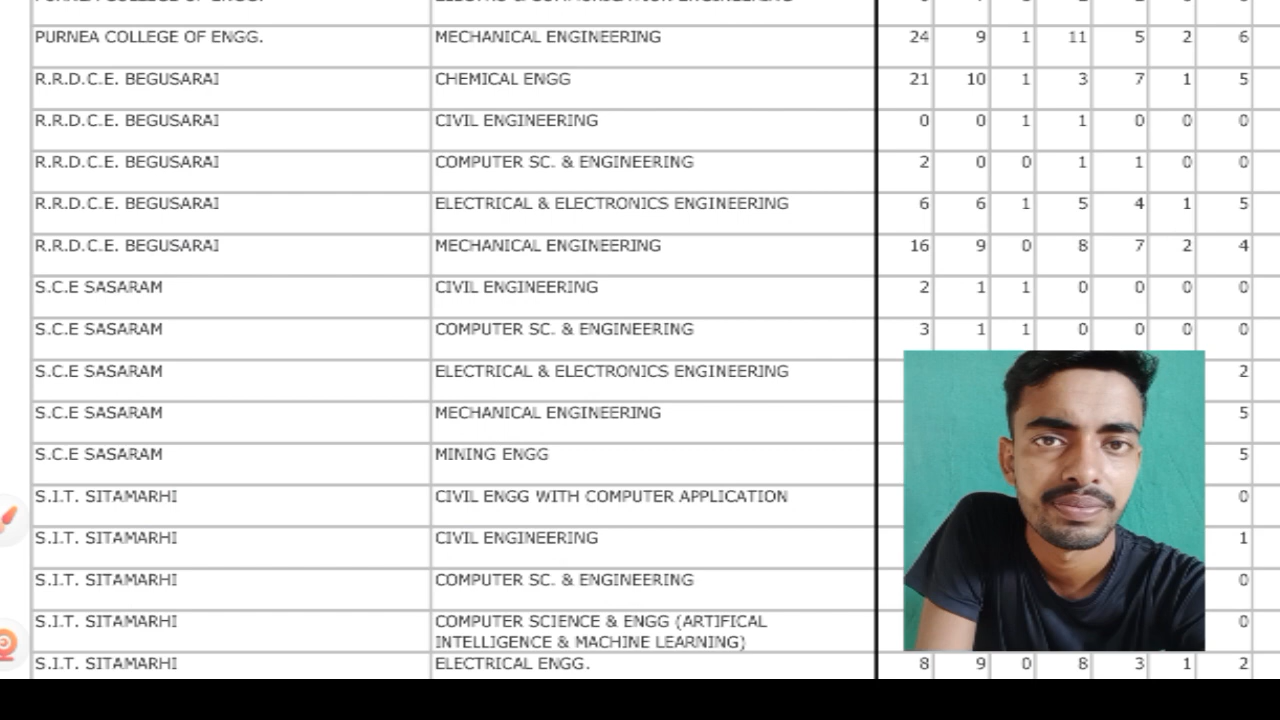 PURNEA COLLEGE OF ENGG. MECHANICAL ENGINEERING 24 9 1 11 5 2 6
R.R.D.C.E. BEGUSARAI CHEMICAL ENGG 21 10 1 3 7 1 5
R.R.D.C.E. BEGUSARAI CIVIL ENGINEERING 0 0 1 1 0 0 0
R.R.D.C.E. BEGUSARAI COMPUTER SC. & ENGINEERING 2 0 0 1 1 0 0
R.R.D.C.E. BEGUSARAI ELECTRICAL & ELECTRONICS ENGINEERING 6 6 1 5 4 1 5
R.R.D.C.E. BEGUSARAI MECHANICAL ENGINEERING 16 9 0 8 7 2 4
S.C.E SASARAM CIVIL ENGINEERING 2 1 1 0 0 0 0
S.C.E SASARAM COMPUTER SC. & ENGINEERING 3 1 1 0 0 0 0
S.C.E SASARAM ELECTRICAL & ELECTRONICS ENGINEERING 2
S.C.E SASARAM MECHANICAL ENGINEERING 5
S.C.E SASARAM MINING ENGG 5
S.I.T. SITAMARHI CIVIL ENGG WITH COMPUTER APPLICATION 0
S.I.T. SITAMARHI CIVIL ENGINEERING 1
S.I.T. SITAMARHI COMPUTER SC. & ENGINEERING 0
S.I.T. SITAMARHI COMPUTER SCIENCE & ENGG (ARTIFICAL 0
INTELLIGENCE & MACHINE LEARNING)
S.I.T. SITAMARHI ELECTRICAL ENGG. 8 9 0 8 3 1 2